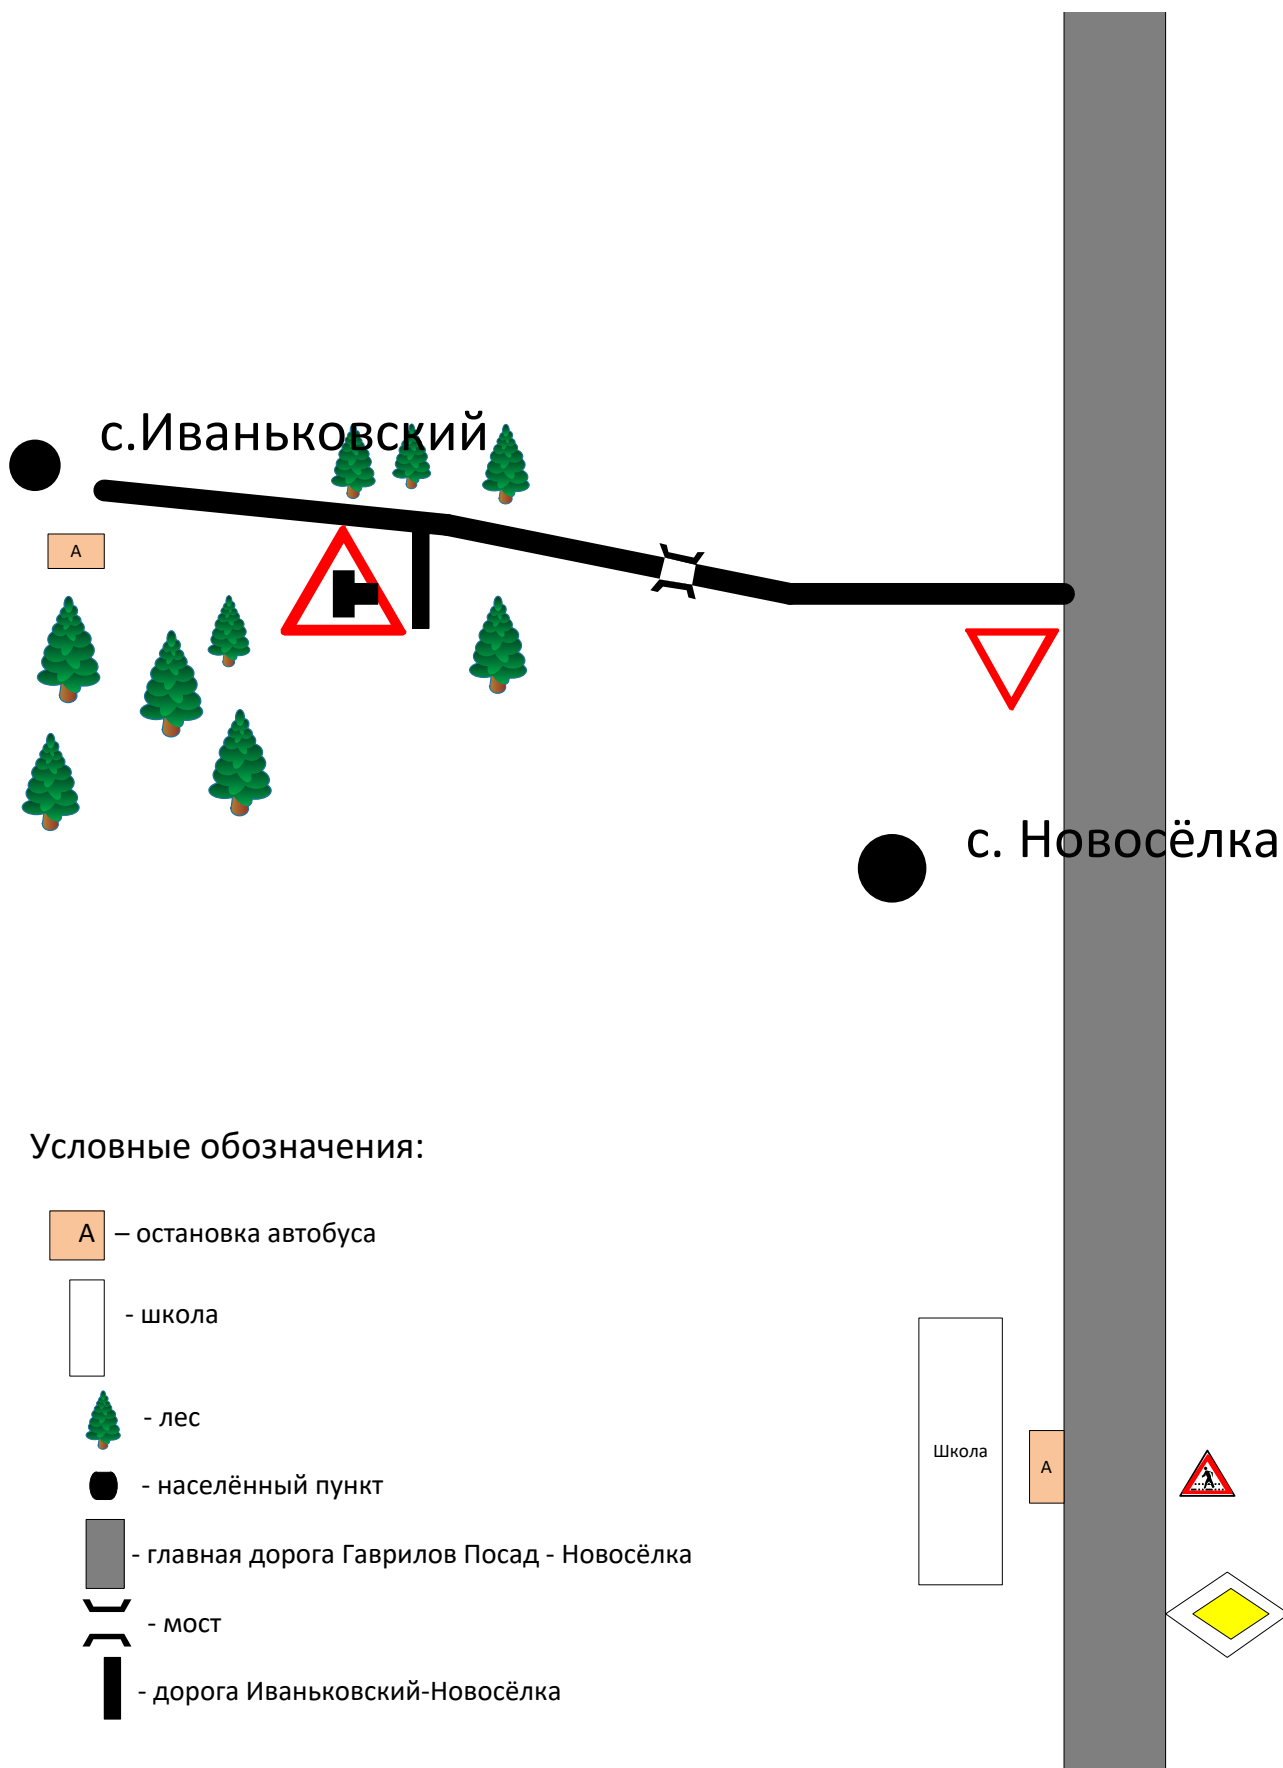 с.Иваньковский
А
с. Новосёлка
Условные обозначения:
А – остановка автобуса
- школа
- лес
- населённый пункт
- главная дорога Гаврилов Посад - Новосёлка
- мост
- дорога Иваньковский-Новосёлка
Школа
А